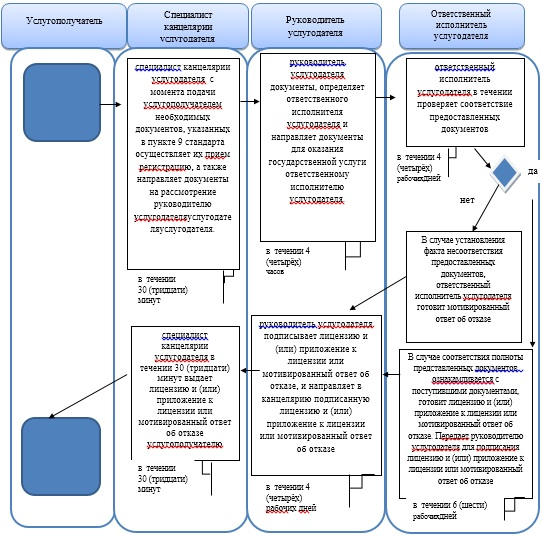 Услугополучатель
Специалист
канцелярии
услугодателя
Руководитель
услугодателя
Ответственный
исполнитель
услугодателя
специалист канцелярии
услугодателя с
момента подачи
услугополучателем
необходимых
документов, указанных
в пункте 9 стандарта
осуществляет их прием
регистрацию, а также
направляет документы
на рассмотрение
руководителю
услугодателяуслугодате
ляуслугодателя.
в течении
30 (тридцати)
минут
руководитель
услугодателя
документы, определяет
ответственного
исполнителя
услугодателя и
направляет документы
для оказания
государственной услуги
ответственному
исполнителю
услугодателя
в течении 4
(четырёх)
часов
ответственный
исполнитель
услугодателя в течении
проверяет соответствие
предоставленных
документов
в течении 4
(четырёх)
рабочихдней
да
нет
В случае установления
факта несоответствия
предоставленных
документов,
ответственный
исполнитель услугодателя
готовит мотивированный
ответ об отказе
В случае соответствия полноты
представленных документов
ознакамливается с
поступившими документами,
готовит лицензию и (или)
приложение к лицензии или
мотивированный ответ об
отказе. Передает руководителю
услугодателя для подписания
лицензию и (или) приложение к
лицензии или мотивированный
ответ об отказе
в течении 6 (шести)
рабочихдней
руководитель услугодателя
подписывает лицензию и
(или) приложение к
лицензии или
мотивированный ответ об
отказе, и направляет в
канцелярию подписанную
лицензию и (или)
приложение к лицензии
или мотивированный ответ
об отказе
в течении 4
(четырёх)
рабочих дней
специалист
канцелярии
услугодателя в
течении 30 (тридцати)
минут выдает
лицензию и (или)
приложение к
лицензии или
мотивированный ответ
об отказе
услугополучателю
в течении
30 (тридцати)
минут